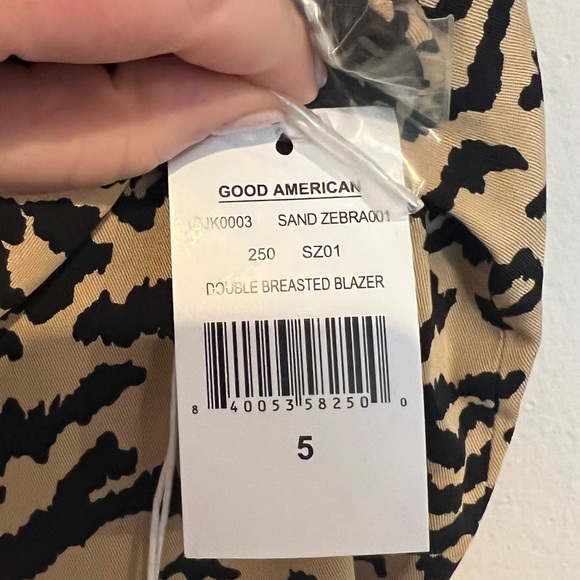 GOOD AMERICAN
SAND ZEBRA001
250 SZ01
DOUBLE BREASTED BLAZER
8 40053 58250 0
5